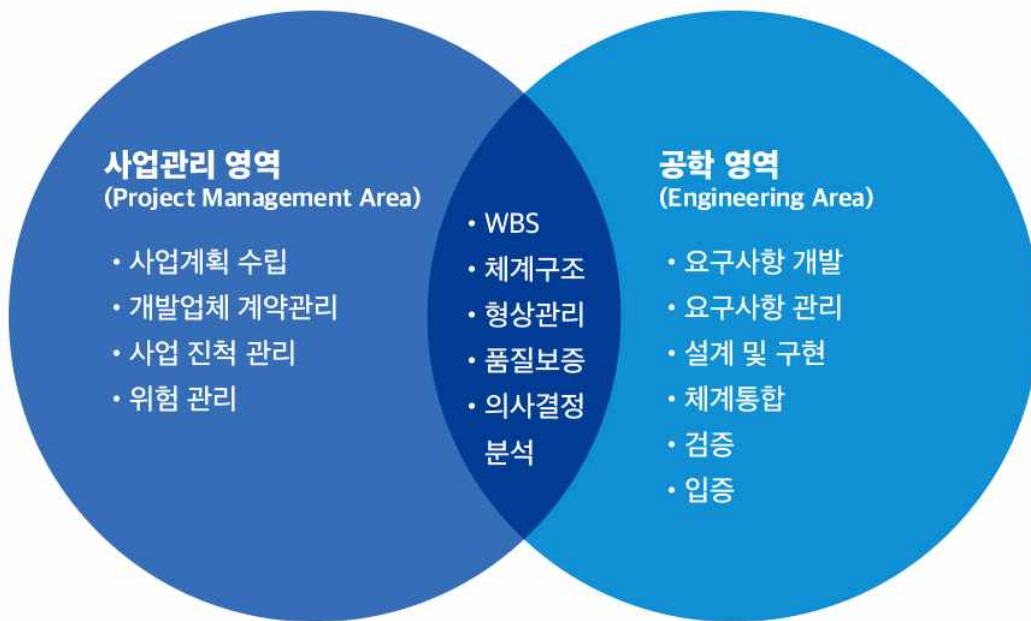 사업관리 영역
(Project Management Area)
• 사업계획 수립
• 개발업체 계약관리
• 사업 진척 관리
• 위험 관리
• WBS
• 체계구조
• 형상관리
• 품질보증
• 의사결정
분석
공학 영역
(Engineering Area)
• 요구사항 개발
• 요구사항 관리
• 설계 및 구현
• 체계통합
• 검증
• 입증